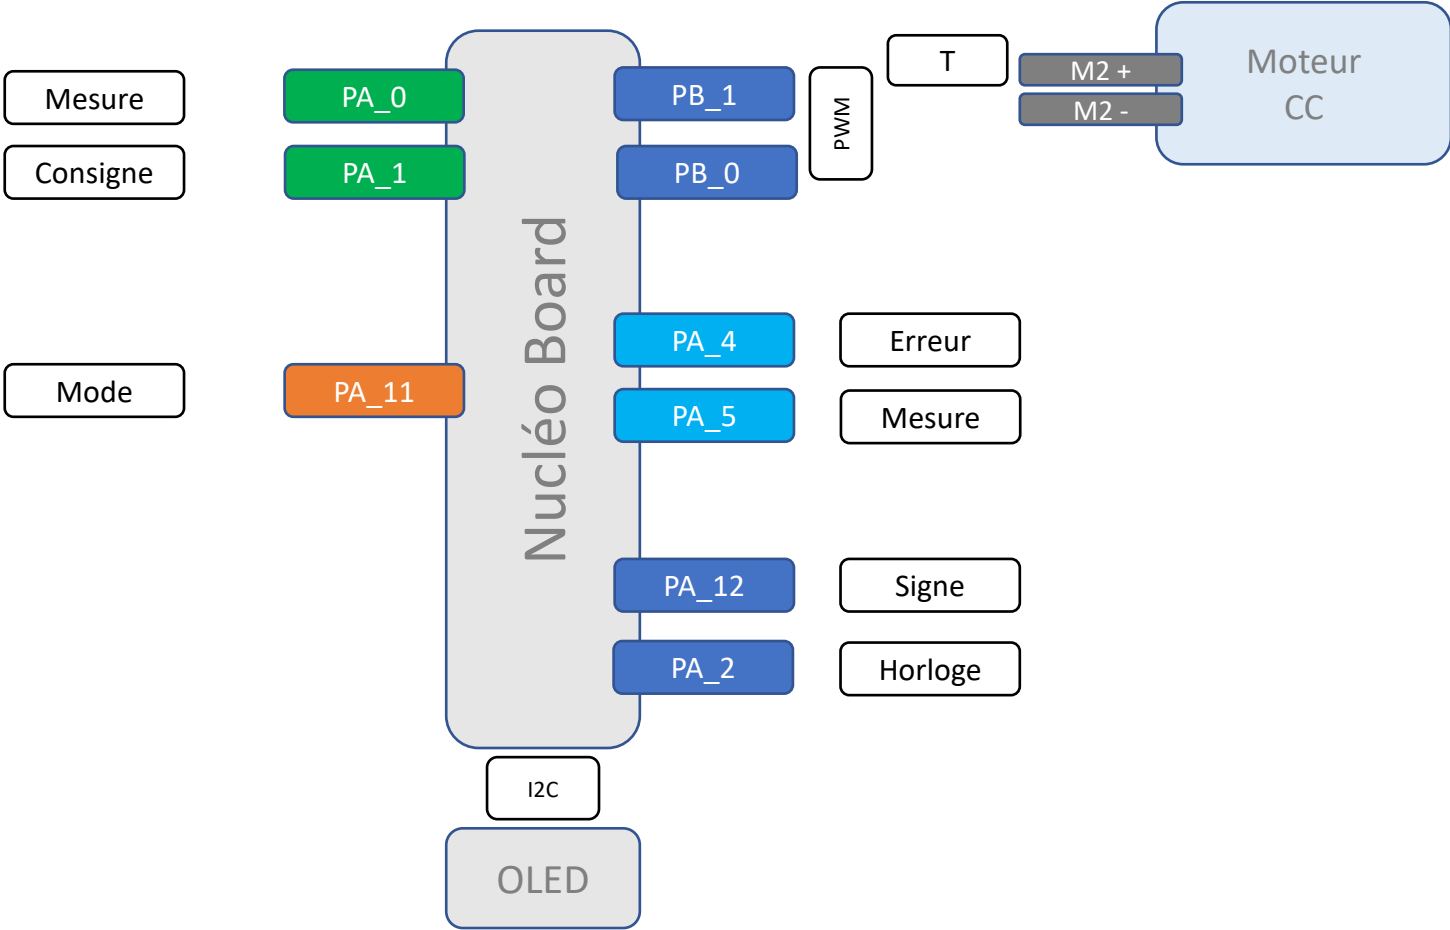 T
M2 +
M2 -
Moteur
CC
Mesure
PA_0
PB_1
PWM
Consigne
PA_1
PB_0
Nucléo Board
PA_4
Erreur
Mode
PA_11
PA_5
Mesure
PA_12
Signe
PA_2
Horloge
I2C
OLED